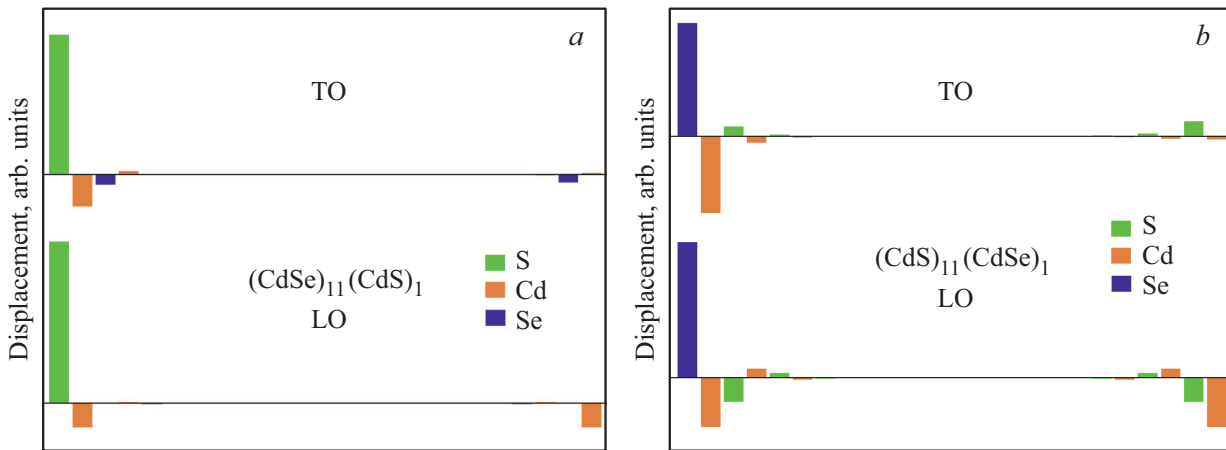 a
Displacement, arb. units
TO
(CdSe)11(CdS)1
LO
S
Cd
Se
b
Displacement, arb. units
TO
(CdS)11(CdSe)1
LO
S
Cd
Se